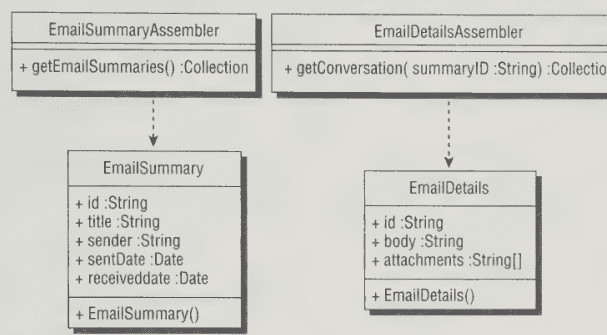 EmailSummaryAssembler
+ getEmailSummaries() :Collection
EmailDetailsAssembler
+ getConversation( summaryID :String) :Collectio
EmailSummary
+ id :String
+ title :String
+ sender :String
+ sentDate :Date
+ receiveddate :Date
+ EmailSummary()
EmailDetails
+ id :String
+ body :String
+ attachments :String[]
+ EmailDetails()